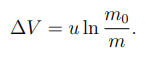 ΔV = u ln m₀/m.